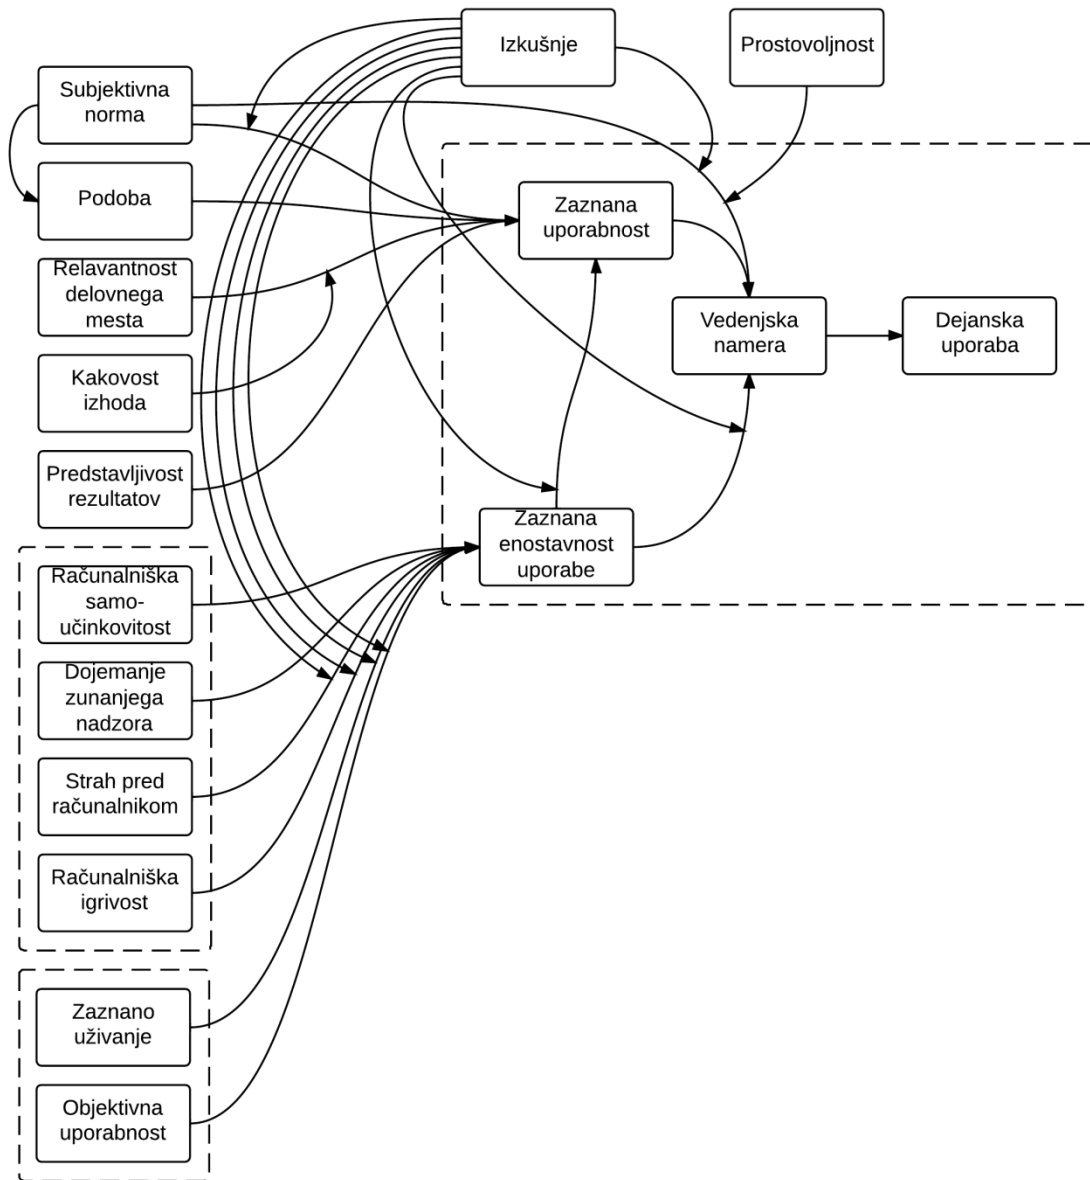 Izkušnje
Prostovoljnost
Subjektivna
norma
Podoba
Zaznana
uporabnost
Relavantnost
delovnega
mesta
Vedenjska
namera
Dejanska
uporaba
Kakovost
izhoda
Predstavljivost
rezultatov
Zaznana
enostavnost
uporabe
Računalniška
samo-
učinkovitost
Dojemanje
zunanjega
nadzora
Strah pred
računalnikom
Računalniška
igrivost
Zaznano
uživanje
Objektivna
uporabnost